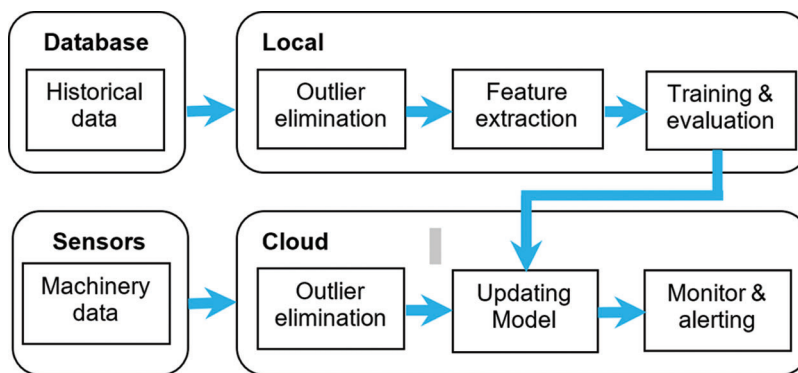 Database
Historical
data
Local
Outlier
elimination
Feature
extraction
Training &
evaluation
Sensors
Machinery
data
Cloud
Outlier
elimination
Updating
Model
Monitor &
alerting